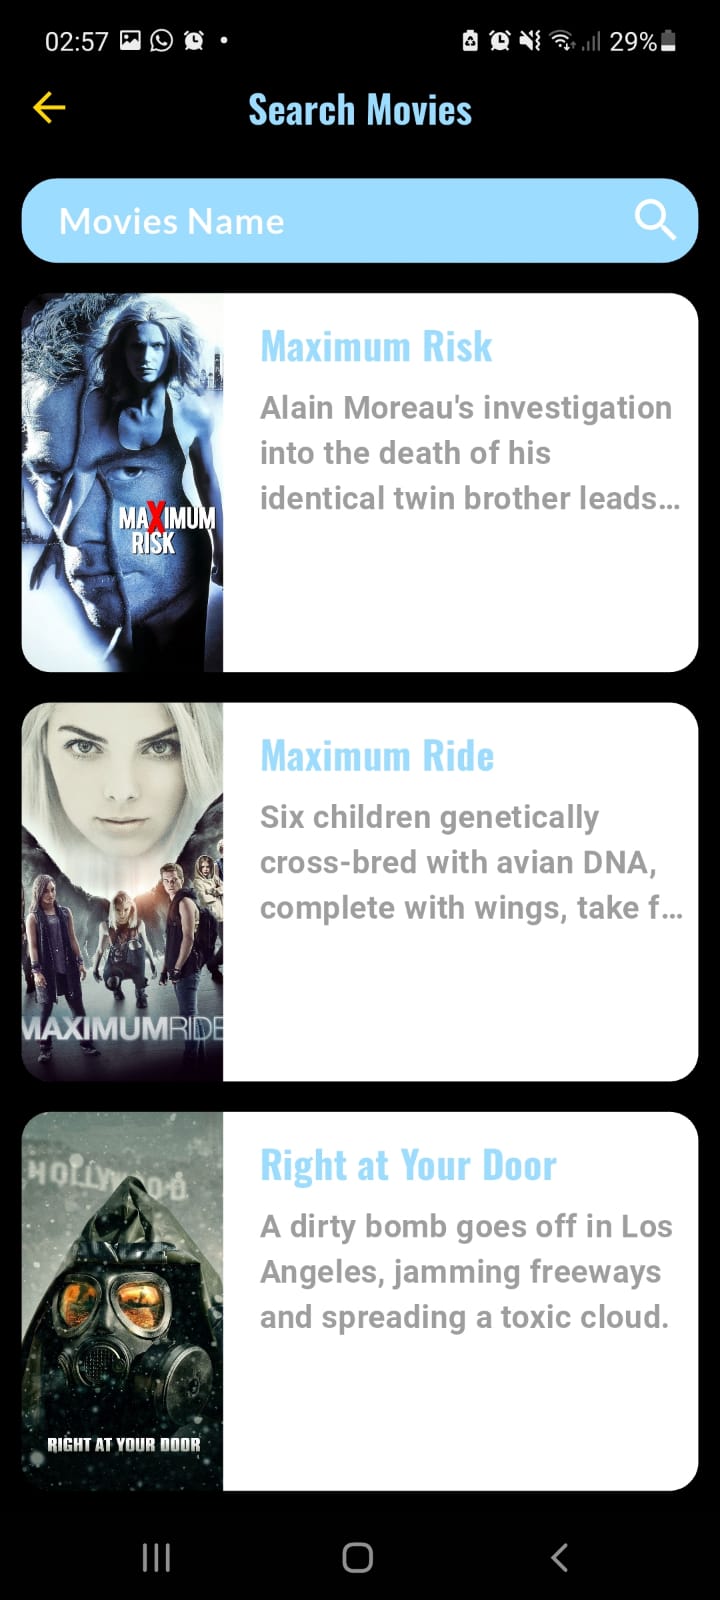 02:57
29%
Search Movies
Movies Name
MAXIMUM
RISK
Maximum Risk
Alain Moreau's investigation
into the death of his
identical twin brother leads...
MAXIMUMRIDE
Maximum Ride
Six children genetically
cross-bred with avian DNA,
complete with wings, take f...
HOLLYWOOD
RIGHT AT YOUR DOOR
Right at Your Door
A dirty bomb goes off in Los
Angeles, jamming freeways
and spreading a toxic cloud.